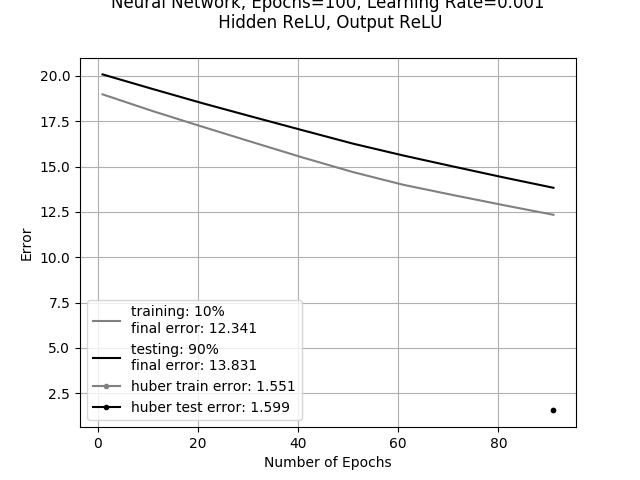 Neural Network, Epochs=100, Learning Rate=0.001
Hidden ReLU, Output ReLU
20.0
17.5
15.0
12.5
10.0
7.5
5.0
2.5
Error
training: 10%
final error: 12.341
testing: 90%
final error: 13.831
huber train error: 1.551
huber test error: 1.599
0
20
40
60
80
Number of Epochs